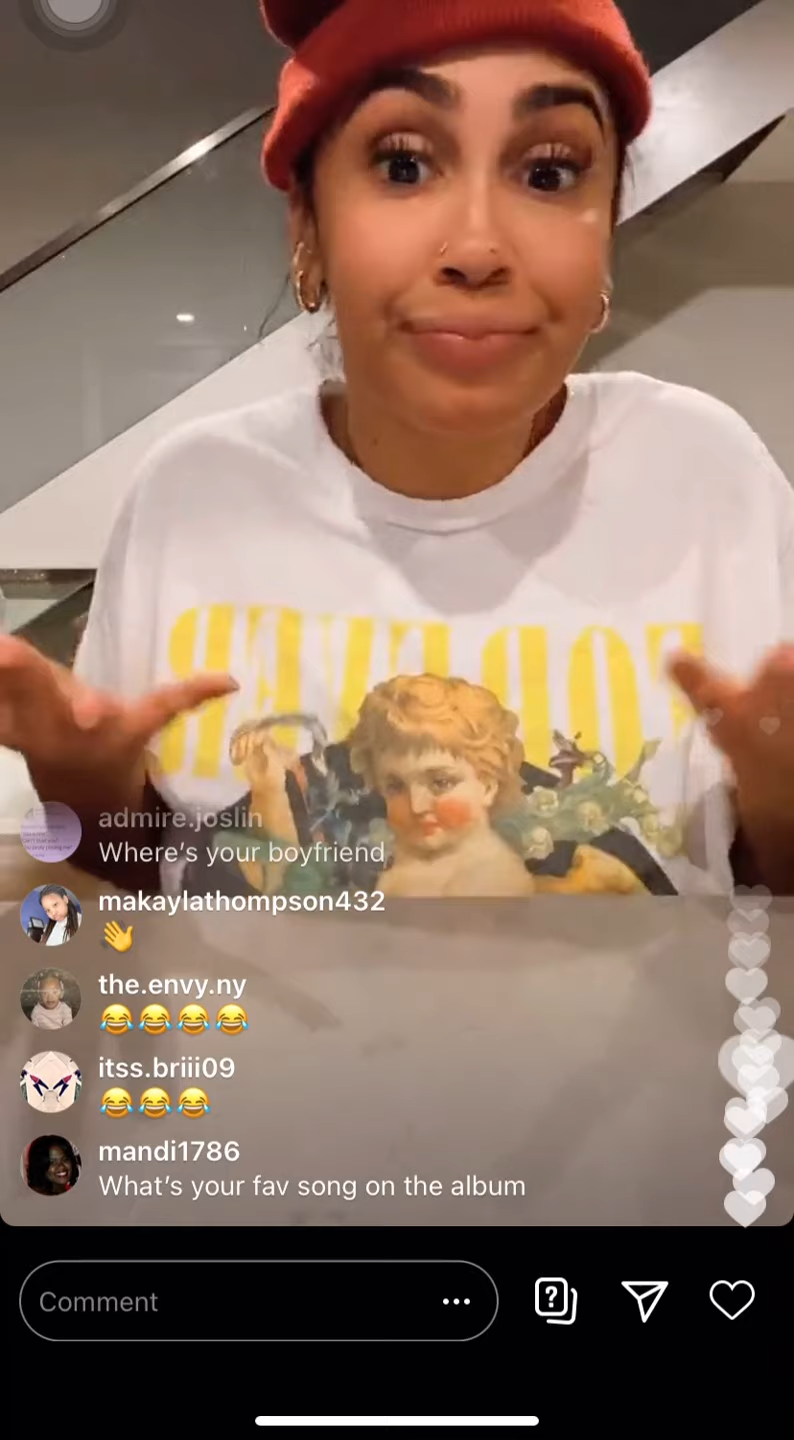 FOREVER
admire.joslin
Where's your boyfriend
makaylathompson432
👋
the.envy.ny
😂😂😂😂
itss.briii09
😂😂😂
mandi1786
What's your fav song on the album
Comment